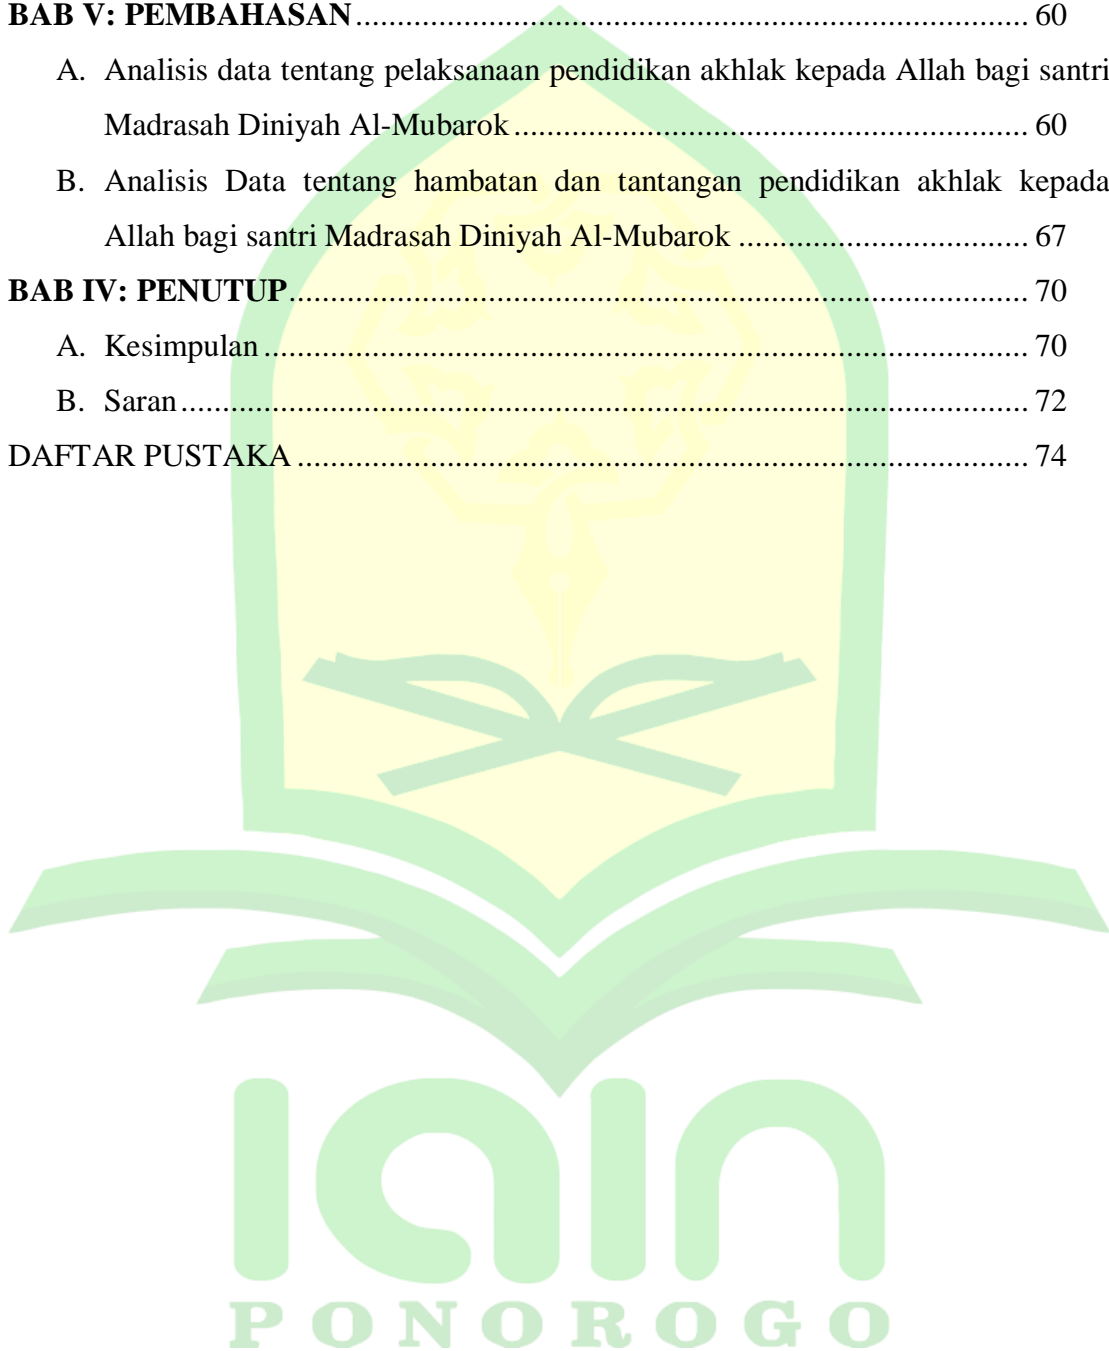 BAB V: PEMBAHASAN ........................................................................ 60
A. Analisis data tentang pelaksanaan pendidikan akhlak kepada Allah bagi santri
Madrasah Diniyah Al-Mubarok ........................................................ 60
B. Analisis Data tentang hambatan dan tantangan pendidikan akhlak kepada
Allah bagi santri Madrasah Diniyah Al-Mubarok ................................ 67
BAB IV: PENUTUP ............................................................................ 70
A. Kesimpulan .................................................................................. 70
B. Saran ........................................................................................... 72
DAFTAR PUSTAKA ........................................................................... 74
iain
PONOROGO